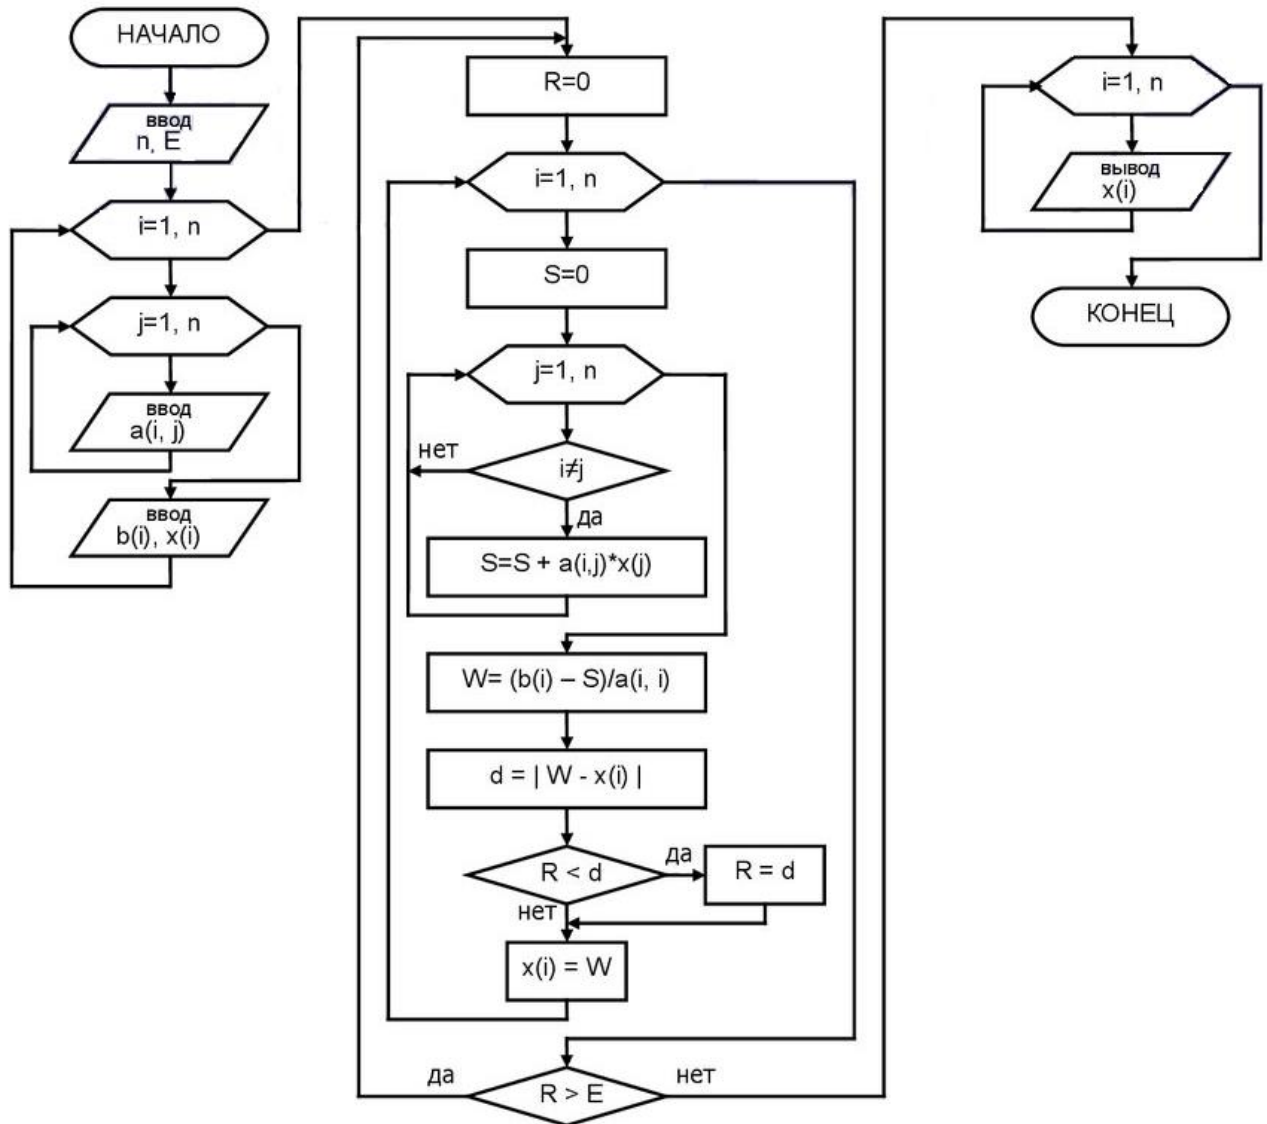 НАЧАЛО
ввод
n, E
i=1, n
j=1, n
ввод
a(i, j)
ввод
b(i), x(i)
R=0
i=1, n
S=0
j=1, n
нет
i≠j
да
S=S + a(i,j)*x(j)
W= (b(i) – S)/a(i, i)
d = | W - x(i) |
R < d
да
R = d
нет
x(i) = W
да
R > E
нет
i=1, n
вывод
x(i)
КОНЕЦ